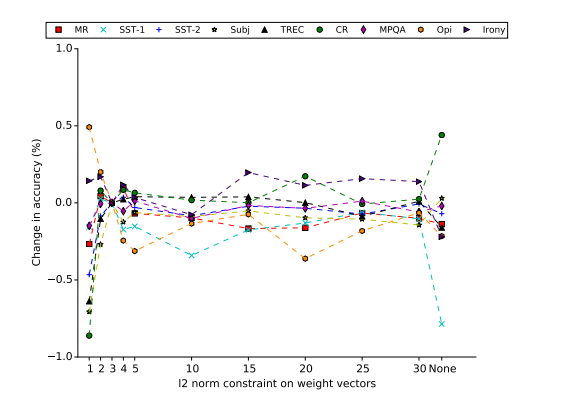 MR SST-1 SST-2 Subj TREC CR MPQA Opi Irony
1.0
0.5
0.0
−0.5
−1.0
Change in accuracy (%)
1 2 3 4 5 10 15 20 25 30 None
l2 norm constraint on weight vectors